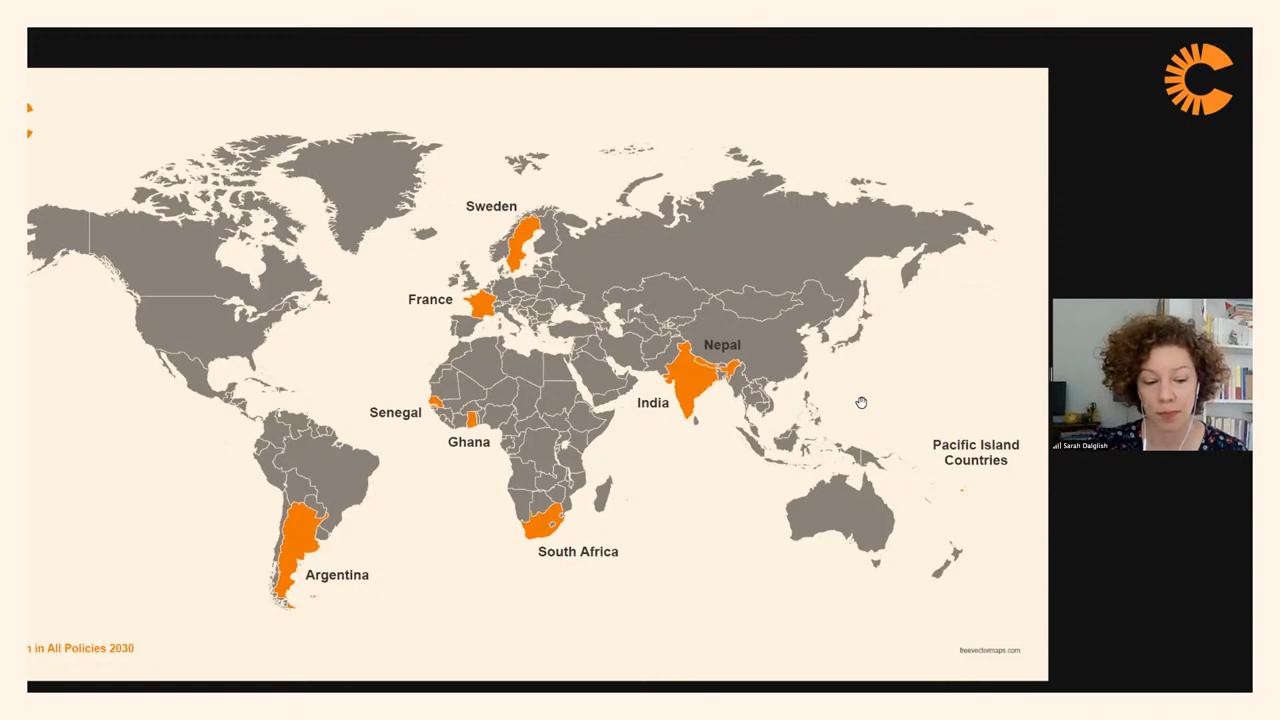 Sweden
France
Nepal
India
Senegal
Ghana
Pacific Island
Countries
South Africa
Argentina
Sarah Dalglish
in All Policies 2030
freevectormaps.com